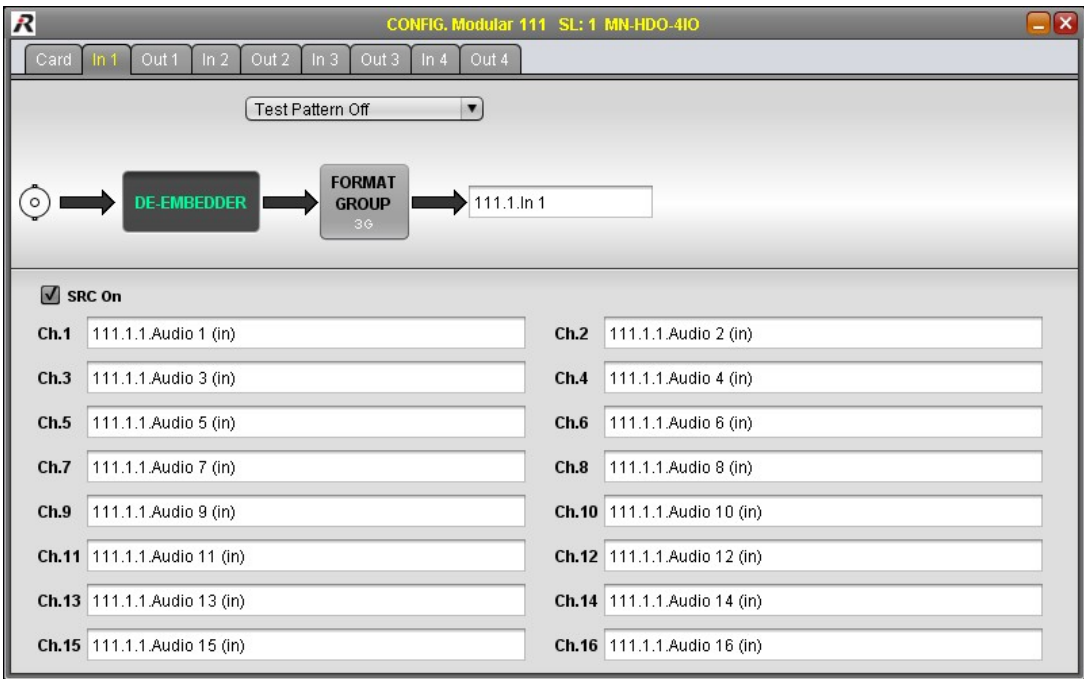 CONFIG. Modular 111 SL: 1 MN-HDO-4IO
Card In 1 Out 1 In 2 Out 2 In 3 Out 3 In 4 Out 4
Test Pattern Off
DE-EMBEDDER
FORMAT
GROUP
3G
111.1.In 1
SRC On
Ch.1 111.1.1.Audio 1 (in) Ch.2 111.1.1.Audio 2 (in)
Ch.3 111.1.1.Audio 3 (in) Ch.4 111.1.1.Audio 4 (in)
Ch.5 111.1.1.Audio 5 (in) Ch.6 111.1.1.Audio 6 (in)
Ch.7 111.1.1.Audio 7 (in) Ch.8 111.1.1.Audio 8 (in)
Ch.9 111.1.1.Audio 9 (in) Ch.10 111.1.1.Audio 10 (in)
Ch.11 111.1.1.Audio 11 (in) Ch.12 111.1.1.Audio 12 (in)
Ch.13 111.1.1.Audio 13 (in) Ch.14 111.1.1.Audio 14 (in)
Ch.15 111.1.1.Audio 15 (in) Ch.16 111.1.1.Audio 16 (in)